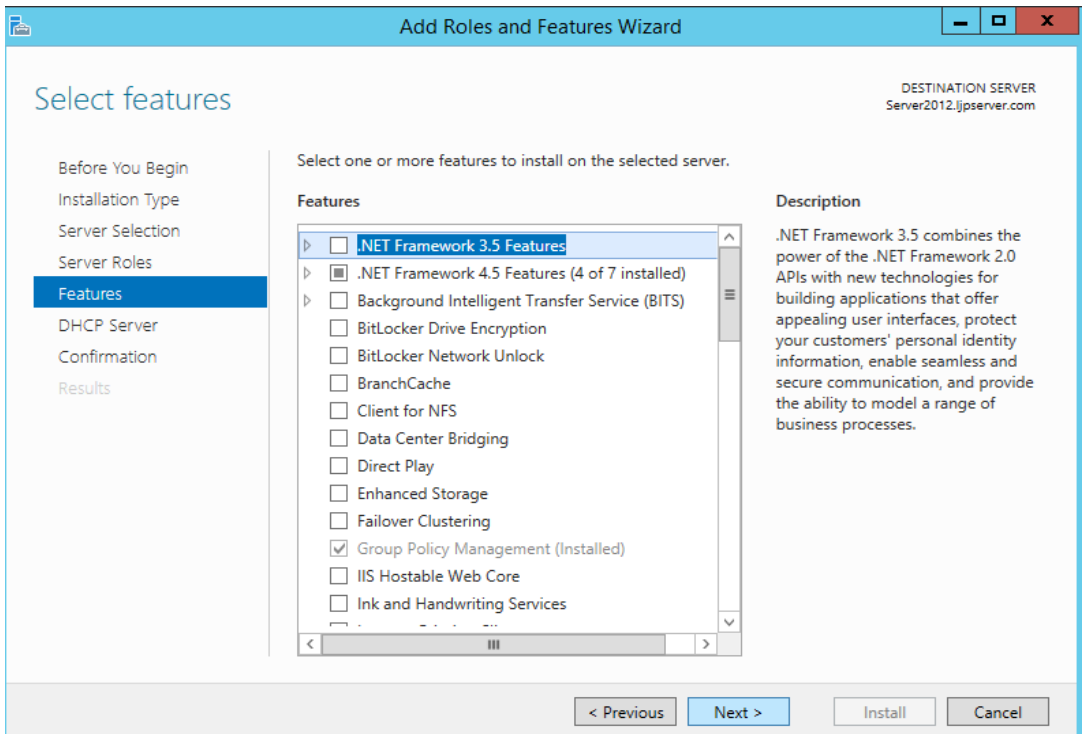 Add Roles and Features Wizard
Select features
DESTINATION SERVER
Server2012.ljpserver.com
Before You Begin
Installation Type
Server Selection
Server Roles
Features
DHCP Server
Confirmation
Results
Select one or more features to install on the selected server.
Features
.NET Framework 3.5 Features
.NET Framework 4.5 Features (4 of 7 installed)
Background Intelligent Transfer Service (BITS)
BitLocker Drive Encryption
BitLocker Network Unlock
BranchCache
Client for NFS
Data Center Bridging
Direct Play
Enhanced Storage
Failover Clustering
Group Policy Management (Installed)
IIS Hostable Web Core
Ink and Handwriting Services
Description
.NET Framework 3.5 combines the
power of the .NET Framework 2.0
APIs with new technologies for
building applications that offer
appealing user interfaces, protect
your customers' personal identity
information, enable seamless and
secure communication, and provide
the ability to model a range of
business processes.
< Previous
Next >
Install
Cancel